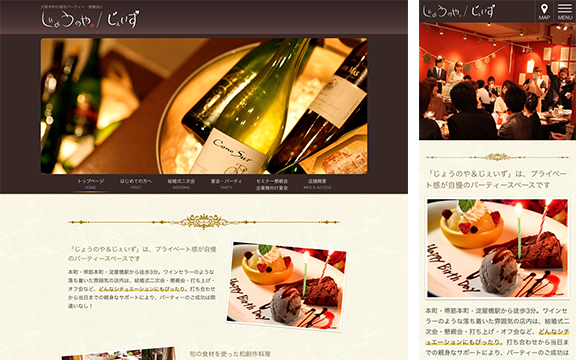 大阪本町の貸切パーティー・懇親会は
じょうのや / じぇいず
Cono Sur
トップページ
HOME
はじめての方へ
FIRST
結婚式二次会
WEDDING
宴会・パーティ
PARTY
セミナー懇親会
企業様向け宴会
店舗概要
INFO & ACCESS
「じょうのや&じぇいず」は、プライベート感が自慢
のパーティースペースです
本町・堺筋本町・淀屋橋駅から徒歩3分。ワインセラーのような
落ち着いた雰囲気の店内は、結婚式二次会・懇親会・打ち上げ・
オフ会など、どんなシチュエーションにもぴったり。打ち合わせ
から当日までの親身なサポートにより、パーティーのご成功は間
違いなし！
Happy Birth
旬の食材を使った和創作料理
じょうのや / じぇいず
MAP
MENU
「じょうのや&じぇいず」は、プライベー
ト感が自慢のパーティースペースです
Happy Birth
本町・堺筋本町・淀屋橋駅から徒歩3分。ワインセ
ラーのような落ち着いた雰囲気の店内は、結婚式二
次会・懇親会・打ち上げ・オフ会など、どんなシチ
ュエーションにもぴったり。打ち合わせから当日ま
での親身なサポートにより、パーティーのご成功は